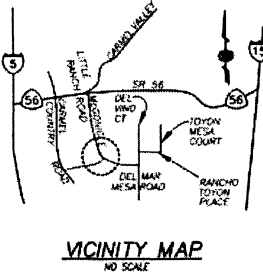 CARMEL VALLEY
5
15
LITTLE
RANCH ROAD
SR 56
56
56
CARMEL
COUNTRY
ROAD
DEL
VINO
CT
TOYON
MESA
COURT
DEL MAR
MESA ROAD
RANCHO
TOYON
PLACE
VICINITY MAP
NO SCALE